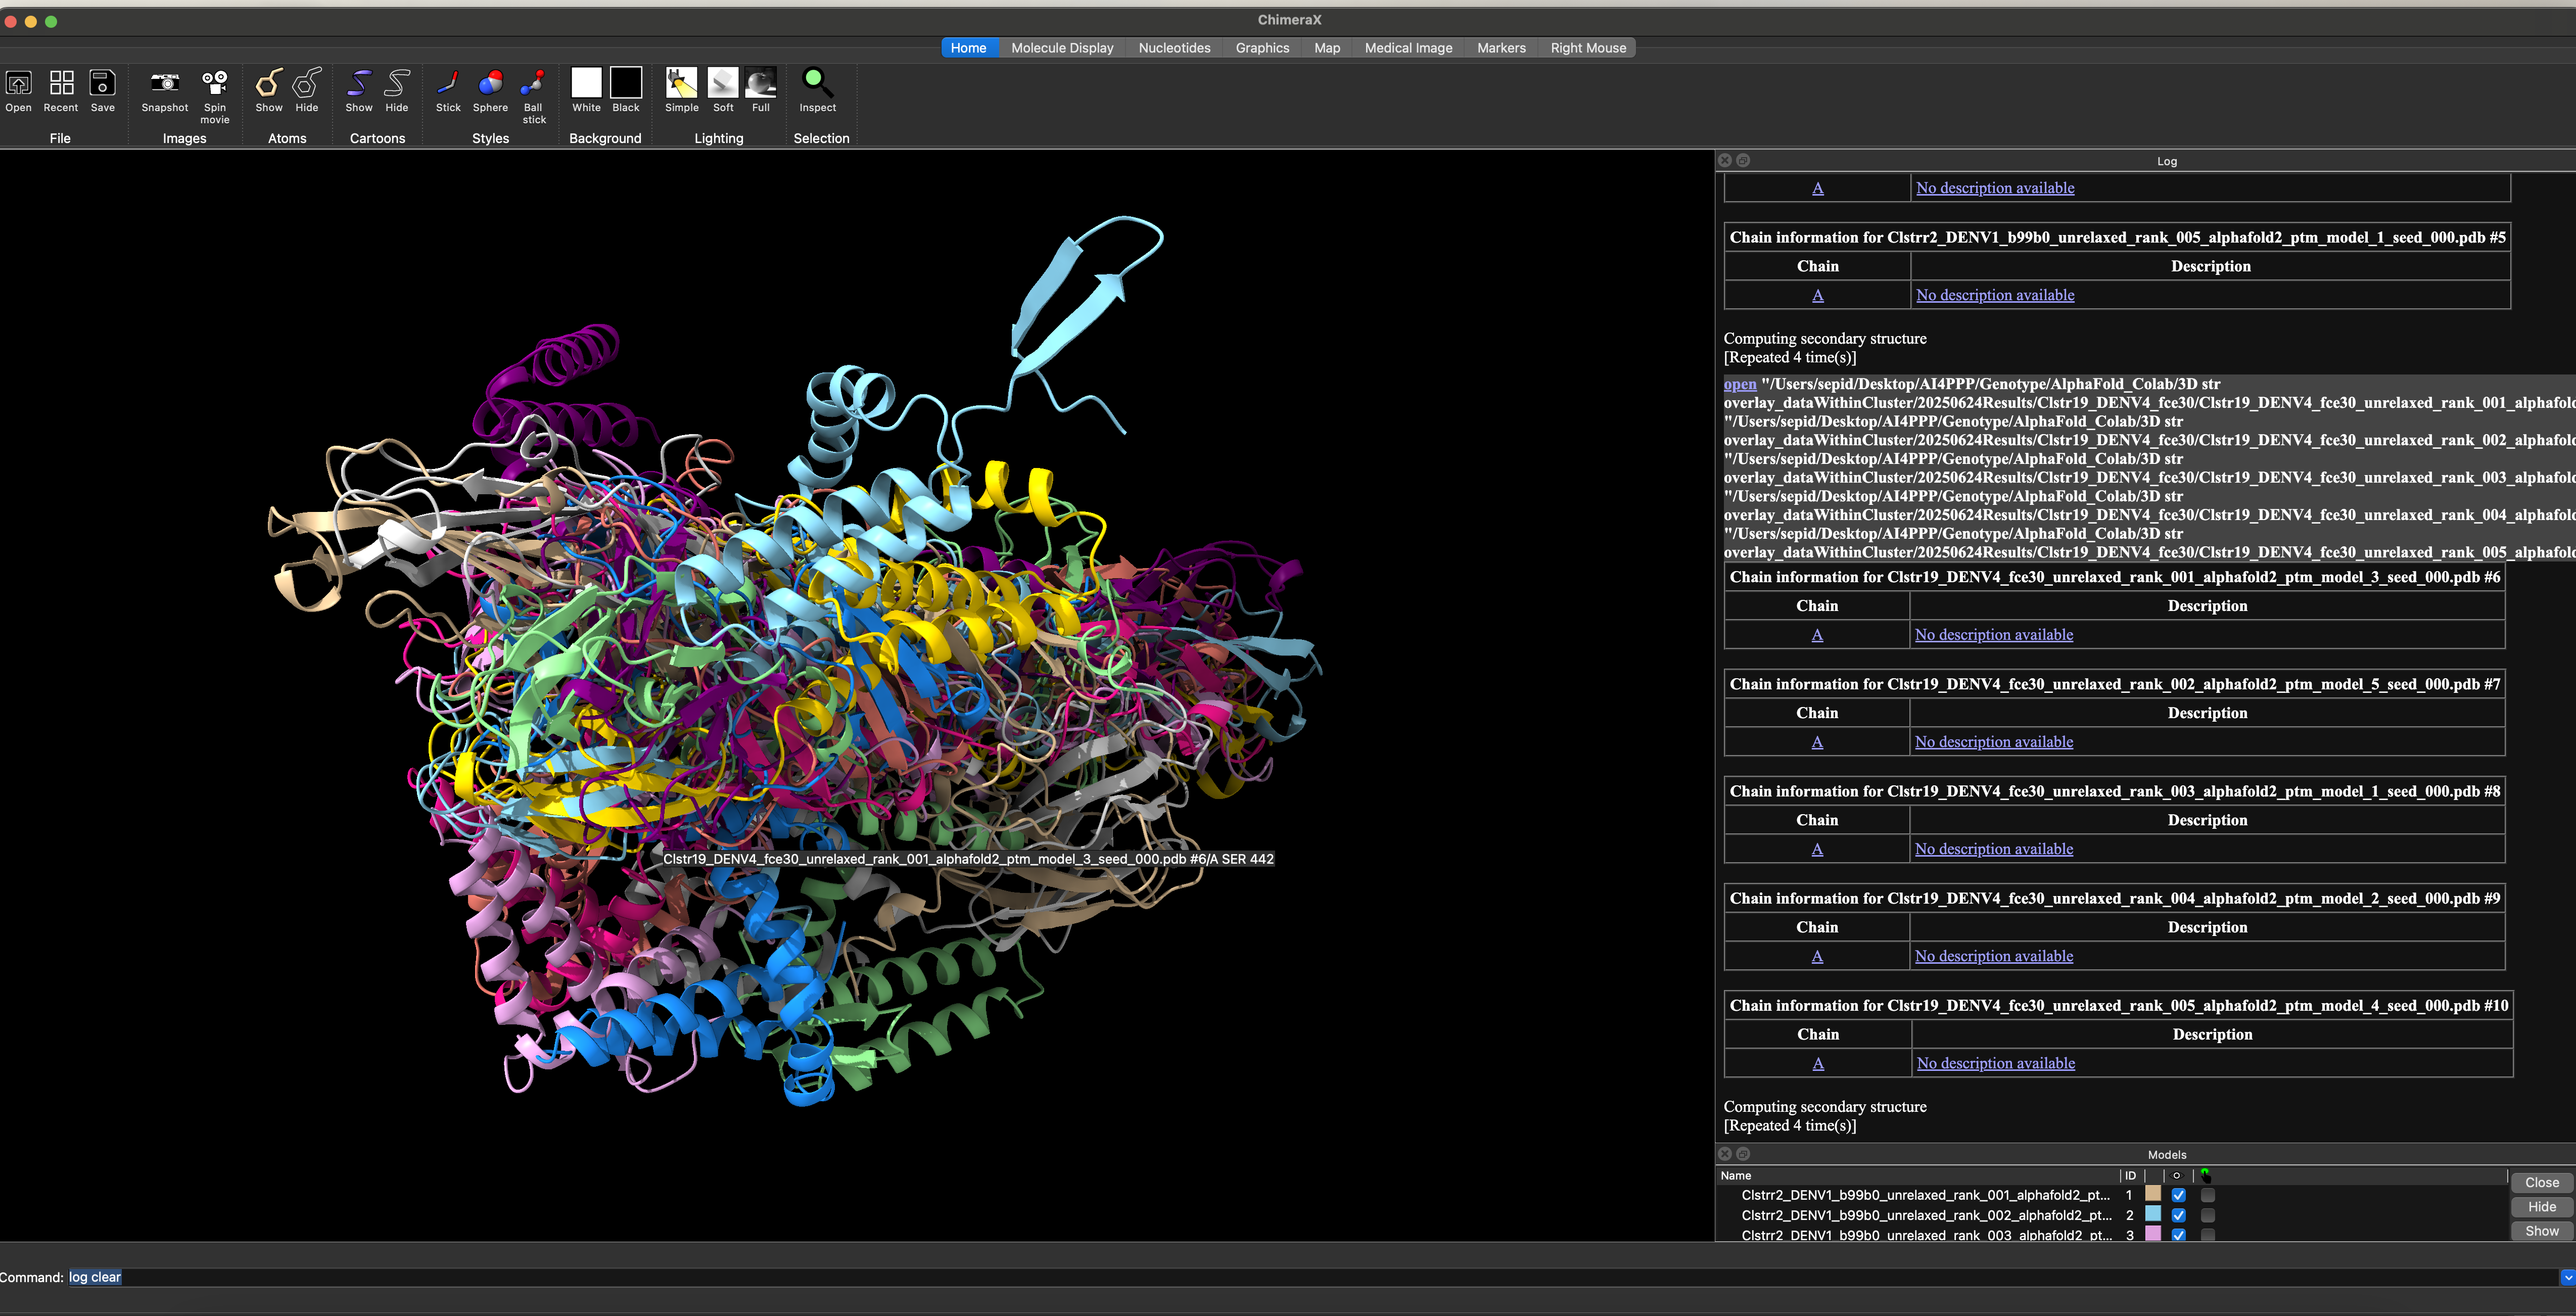 ChimeraX
Home Molecule Display Nucleotides Graphics Map Medical Image Markers Right Mouse
Open Recent Save Snapshot Spin movie Show Hide Show Hide Stick Sphere Ball stick White Black Simple Soft Full Inspect
File Images Atoms Cartoons Styles Background Lighting Selection
Log
A No description available
Chain information for Clstrr2_DENV1_b99b0_unrelaxed_rank_005_alphafold2_ptm_model_1_seed_000.pdb #5
Chain Description
A No description available
Computing secondary structure
[Repeated 4 time(s)]
open "/Users/sepid/Desktop/AI4PPP/Genotype/AlphaFold_Colab/3D str
overlay_dataWithinCluster/20250624Results/Clstr19_DENV4_fce30/Clstr19_DENV4_fce30_unrelaxed_rank_001_alphafold
"/Users/sepid/Desktop/AI4PPP/Genotype/AlphaFold_Colab/3D str
overlay_dataWithinCluster/20250624Results/Clstr19_DENV4_fce30/Clstr19_DENV4_fce30_unrelaxed_rank_002_alphafold
"/Users/sepid/Desktop/AI4PPP/Genotype/AlphaFold_Colab/3D str
overlay_dataWithinCluster/20250624Results/Clstr19_DENV4_fce30/Clstr19_DENV4_fce30_unrelaxed_rank_003_alphafold
"/Users/sepid/Desktop/AI4PPP/Genotype/AlphaFold_Colab/3D str
overlay_dataWithinCluster/20250624Results/Clstr19_DENV4_fce30/Clstr19_DENV4_fce30_unrelaxed_rank_004_alphafold
"/Users/sepid/Desktop/AI4PPP/Genotype/AlphaFold_Colab/3D str
overlay_dataWithinCluster/20250624Results/Clstr19_DENV4_fce30/Clstr19_DENV4_fce30_unrelaxed_rank_005_alphafold
Chain information for Clstr19_DENV4_fce30_unrelaxed_rank_001_alphafold2_ptm_model_3_seed_000.pdb #6
Chain Description
A No description available
Chain information for Clstr19_DENV4_fce30_unrelaxed_rank_002_alphafold2_ptm_model_5_seed_000.pdb #7
Chain Description
A No description available
Chain information for Clstr19_DENV4_fce30_unrelaxed_rank_003_alphafold2_ptm_model_1_seed_000.pdb #8
Chain Description
A No description available
Clstr19_DENV4_fce30_unrelaxed_rank_001_alphafold2_ptm_model_3_seed_000.pdb #6/A SER 442
Chain information for Clstr19_DENV4_fce30_unrelaxed_rank_004_alphafold2_ptm_model_2_seed_000.pdb #9
Chain Description
A No description available
Chain information for Clstr19_DENV4_fce30_unrelaxed_rank_005_alphafold2_ptm_model_4_seed_000.pdb #10
Chain Description
A No description available
Computing secondary structure
[Repeated 4 time(s)]
Models
Name ID
Clstrr2_DENV1_b99b0_unrelaxed_rank_001_alphafold2_pt... 1
Clstrr2_DENV1_b99b0_unrelaxed_rank_002_alphafold2_pt... 2
Clstrr2_DENV1_b99b0_unrelaxed_rank_003_alphafold2_pt... 3
Close
Hide
Show
Command: log clear